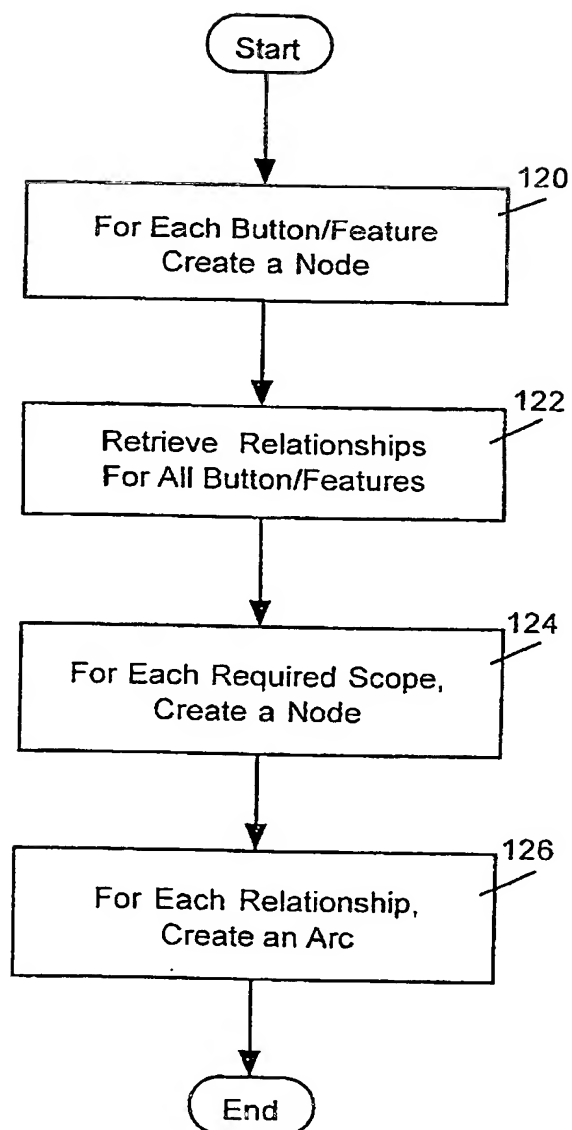 Start
120
For Each Button/Feature
Create a Node
122
Retrieve Relationships
For All Button/Features
124
For Each Required Scope,
Create a Node
126
For Each Relationship,
Create an Arc
End